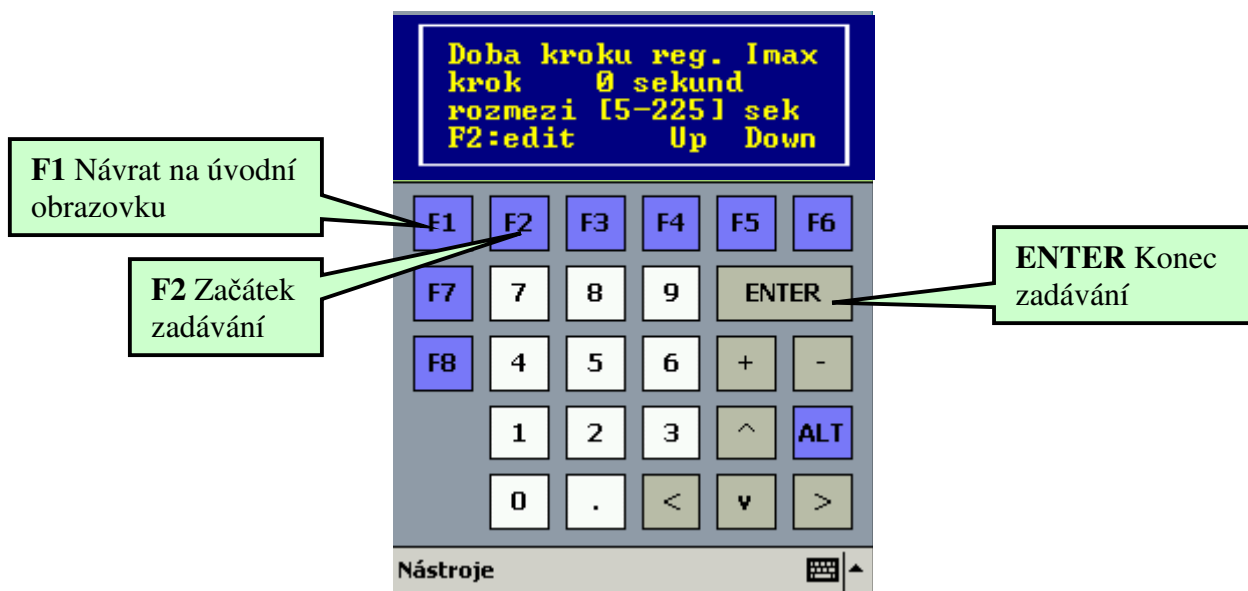 Doba kroku reg. Imax
krok 0 sekund
rozmezi [5-225] sek
F2:edit Up Down
F1 Návrat na úvodní
obrazovku
F1 F2 F3 F4 F5 F6
F2 Začátek
zadávání
ENTER Konec
zadávání
F7 7 8 9 ENTER
F8 4 5 6 + -
1 2 3 ^ ALT
0 . < v >
Nástroje